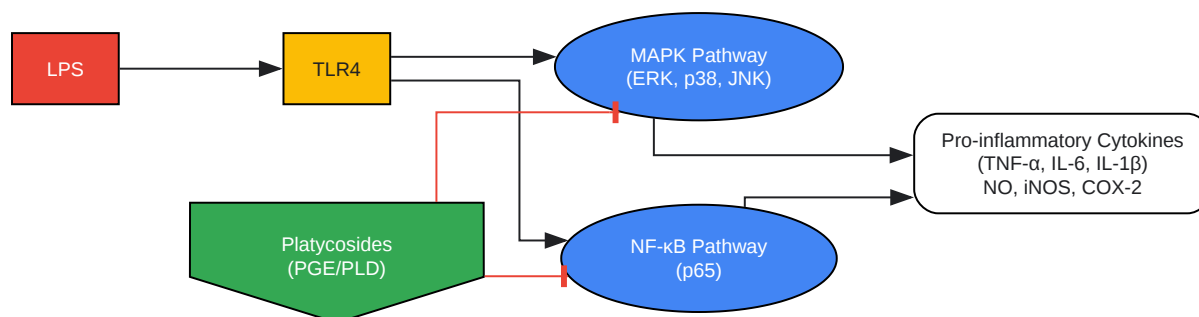 LPS
TLR4
MAPK Pathway
(ERK, p38, JNK)
Pro-inflammatory Cytokines
(TNF-α, IL-6, IL-1β)
NO, iNOS, COX-2
Platycosides
(PGE/PLD)
NF-κB Pathway
(p65)